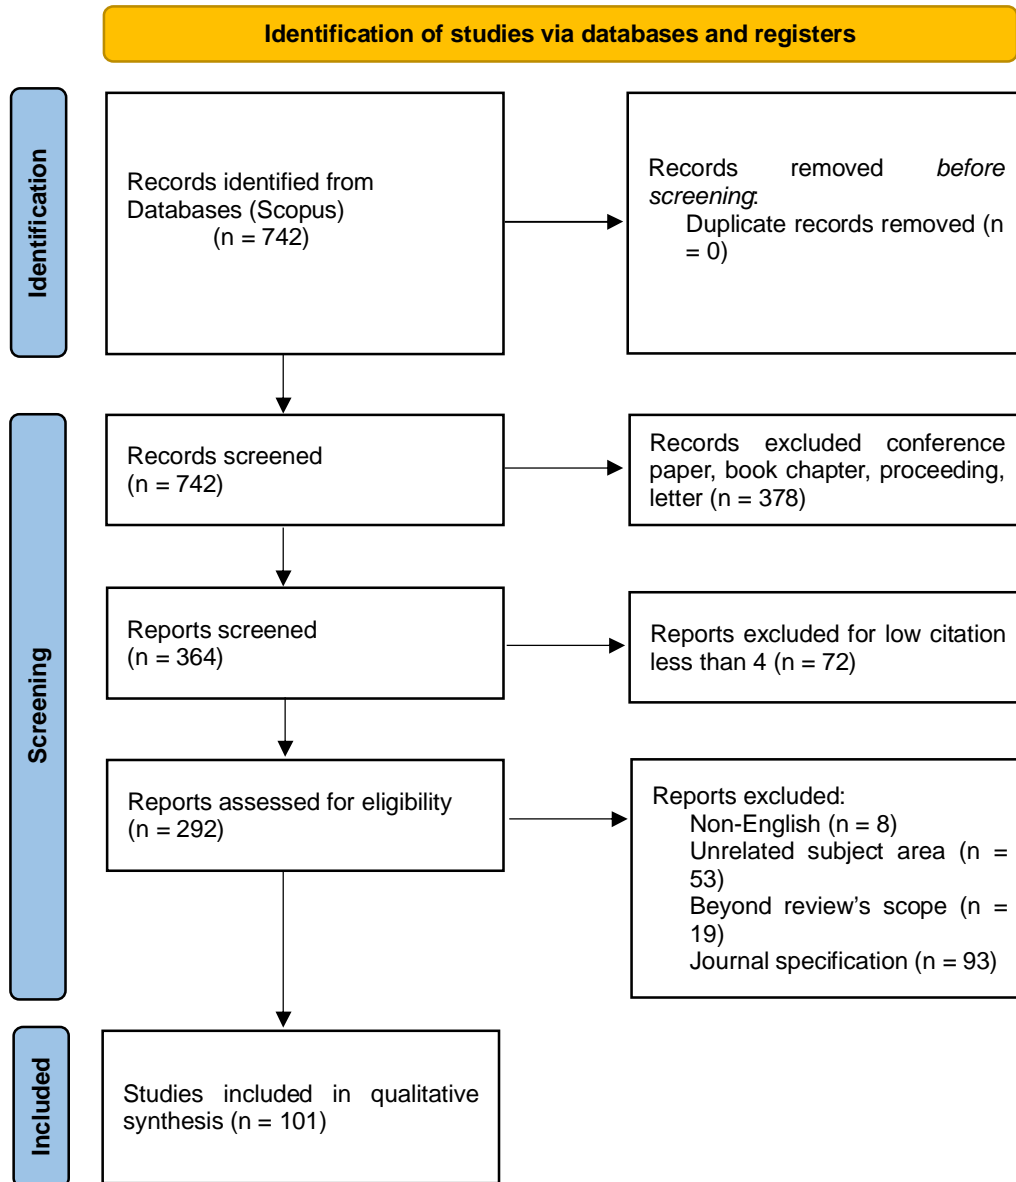 Identification of studies via databases and registers
Identification
Records identified from
Databases (Scopus)
(n = 742)
Records removed before
screening:
Duplicate records removed (n
= 0)
Screening
Records screened
(n = 742)
Records excluded conference
paper, book chapter, proceeding,
letter (n = 378)
Reports screened
(n = 364)
Reports excluded for low citation
less than 4 (n = 72)
Reports assessed for eligibility
(n = 292)
Reports excluded:
Non-English (n = 8)
Unrelated subject area (n =
53)
Beyond review's scope (n =
19)
Journal specification (n = 93)
Included
Studies included in qualitative
synthesis (n = 101)